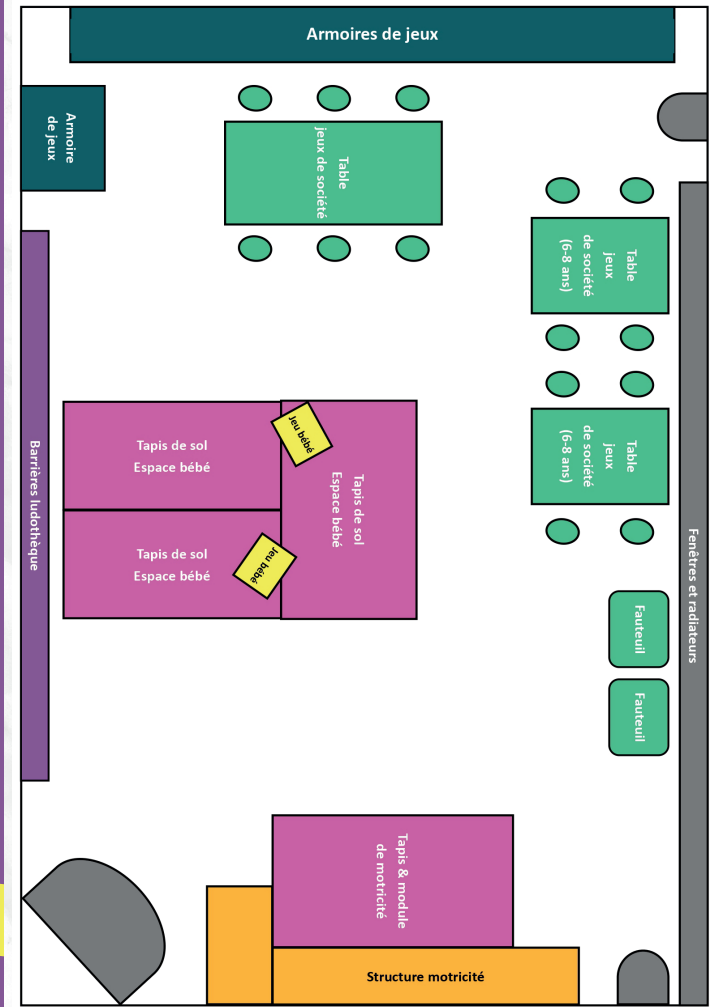 Armoires de jeux
Armoire
de jeux
Table
jeux de société
Table
jeux
de société
(6-8 ans)
Table
jeux
de société
(6-8 ans)
Barrières ludothèque
Tapis de sol
Espace bébé
Jeu bébé
Tapis de sol
Espace bébé
Tapis de sol
Espace bébé
Jeu bébé
Fenêtres et radiateurs
Fauteuil
Fauteuil
Tapis & module
de motricité
Structure motricité